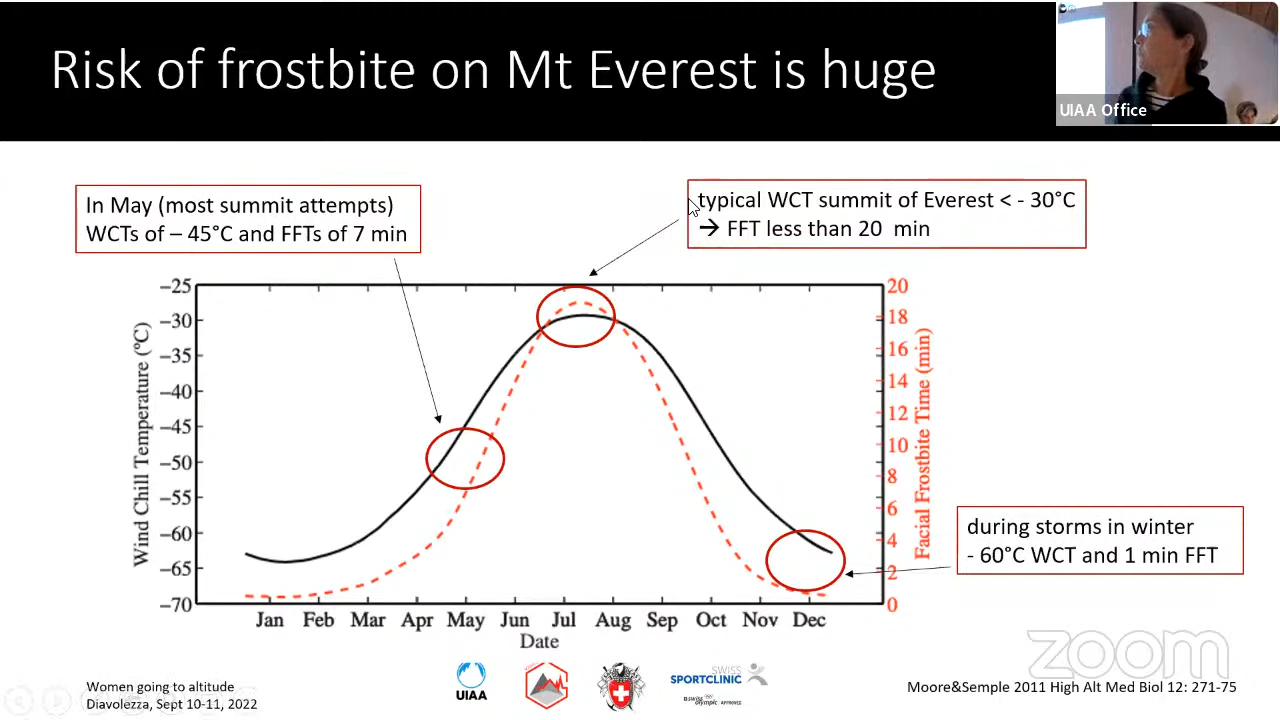 Risk of frostbite on Mt Everest is huge
UIAA Office
In May (most summit attempts)
WCTs of – 45°C and FFTs of 7 min
typical WCT summit of Everest < - 30°C
→ FFT less than 20  min
Wind Chill Temperature (°C)
−25
−30
−35
−40
−45
−50
−55
−60
−65
−70
20
18
16
14
12
10
8
6
4
2
0
Facial Frostbite Time (min)
Jan Feb Mar Apr May Jun Jul Aug Sep Oct Nov Dec
Date
during storms in winter
- 60°C WCT and 1 min FFT
zoom
Women going to altitude
Diavolezza, Sept 10-11, 2022
UIAA
SWISS
SPORTCLINIC
Swiss
olympic APPROVED
Moore&Semple 2011 High Alt Med Biol 12: 271-75